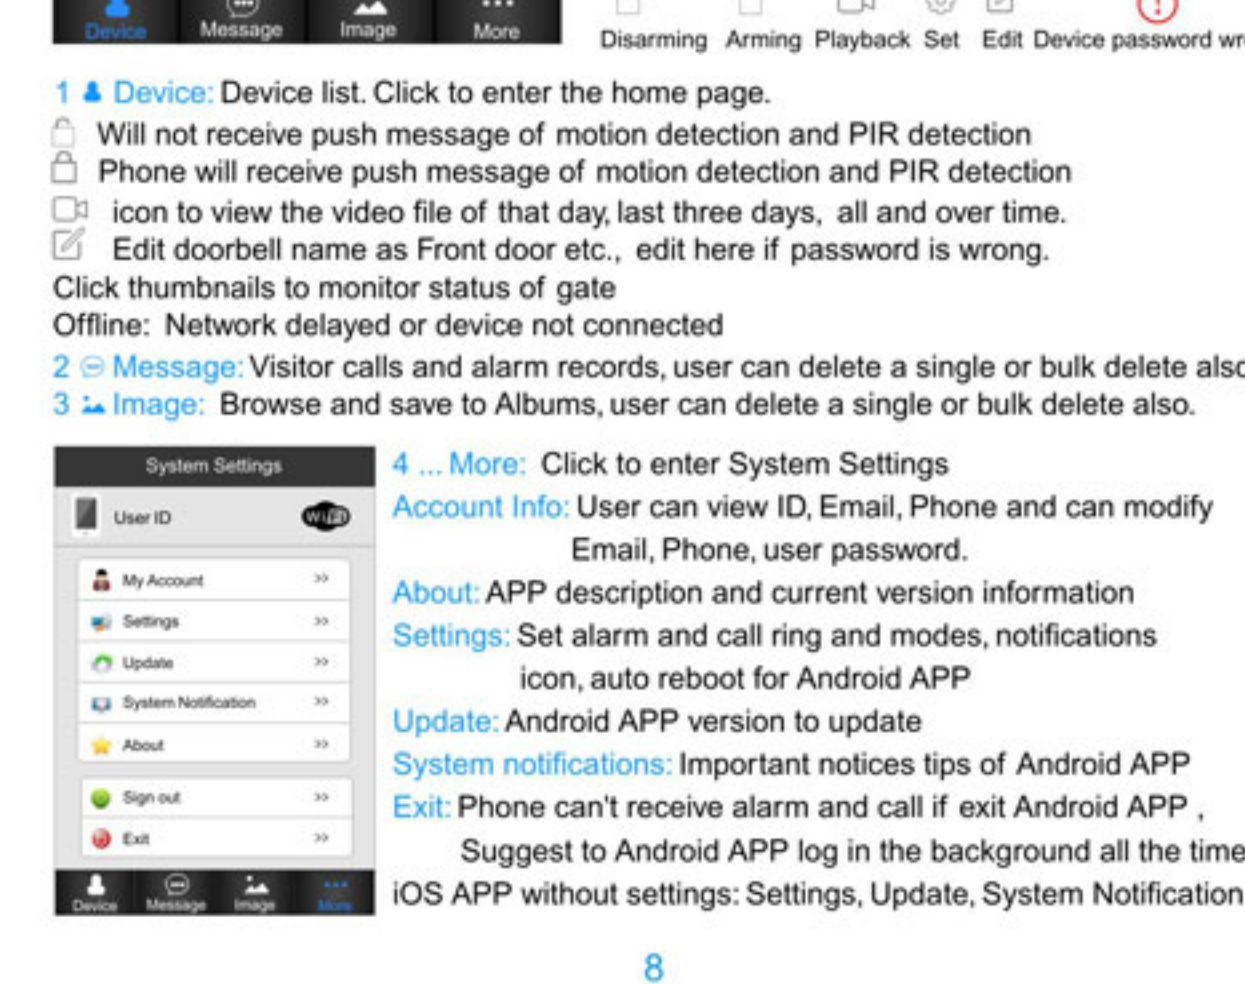 Device Message Image More
Disarming Arming Playback Set Edit Device password
1 Device: Device list. Click to enter the home page.
Will not receive push message of motion detection and PIR detection
Phone will receive push message of motion detection and PIR detection
icon to view the video file of that day, last three days, all and over time.
Edit doorbell name as Front door etc., edit here if password is wrong.
Click thumbnails to monitor status of gate
Offline: Network delayed or device not connected
2 Message: Visitor calls and alarm records, user can delete a single or bulk delete also
3 Image: Browse and save to Albums, user can delete a single or bulk delete also.
System Settings
User ID WiFi
My Account >>
Settings >>
Update >>
System Notification >>
About >>
Sign out >>
Exit >>
Device Message Image More
4 ... More: Click to enter System Settings
Account Info: User can view ID, Email, Phone and can modify
Email, Phone, user password.
About: APP description and current version information
Settings: Set alarm and call ring and modes, notifications
icon, auto reboot for Android APP
Update: Android APP version to update
System notifications: Important notices tips of Android APP
Exit: Phone can't receive alarm and call if exit Android APP ,
Suggest to Android APP log in the background all the time
iOS APP without settings: Settings, Update, System Notification
8